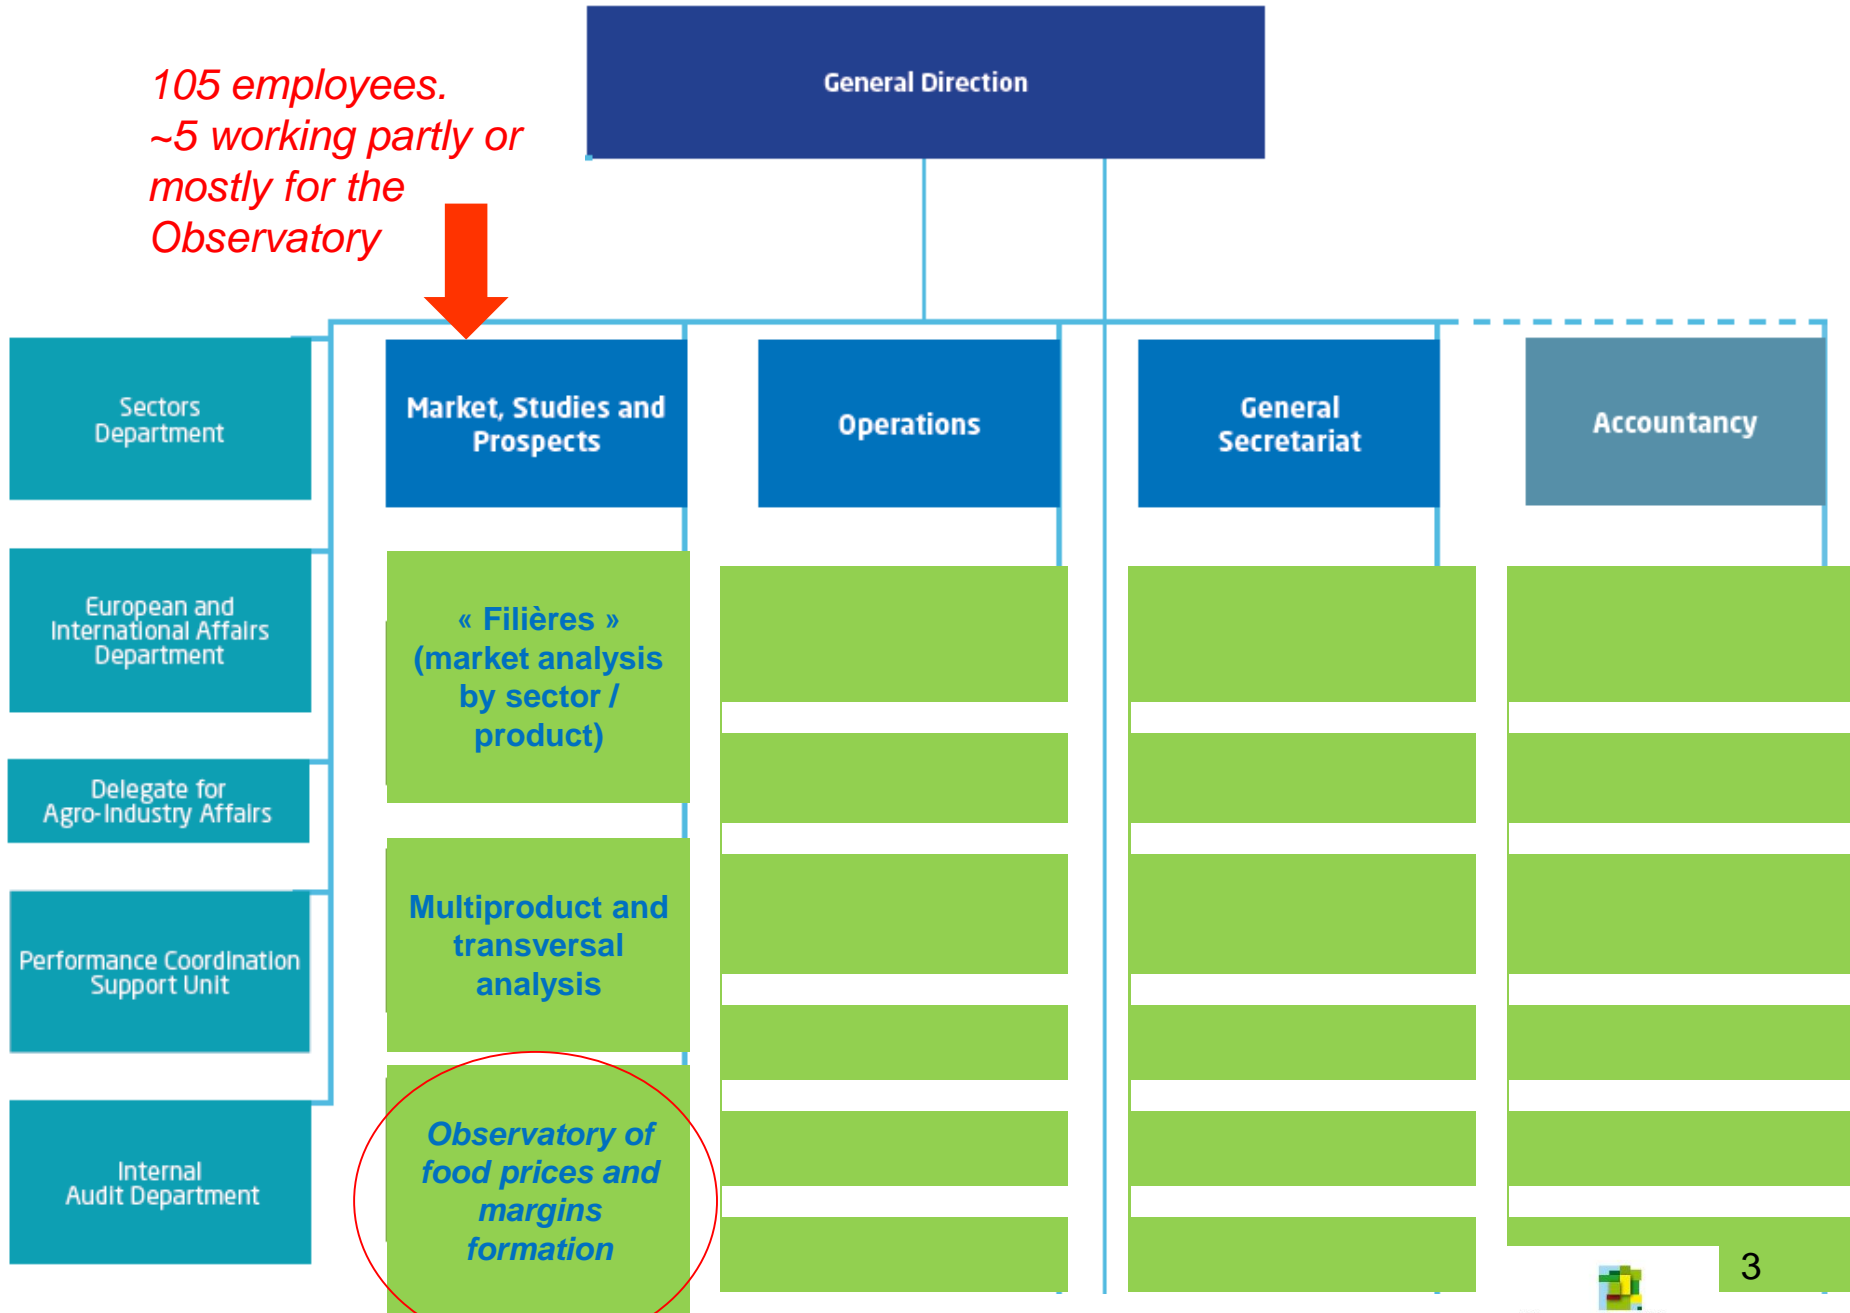 General Direction
105 employees.
~5 working partly or
mostly for the
Observatory
Sectors
Department
Market, Studies and
Prospects
Operations
General
Secretariat
Accountancy
European and
International Affairs
Department
« Filières »
(market analysis
by sector /
product)
Delegate for
Agro-Industry Affairs
Multiproduct and
transversal
analysis
Performance Coordination
Support Unit
Observatory of
food prices and
margins
formation
Internal
Audit Department
3